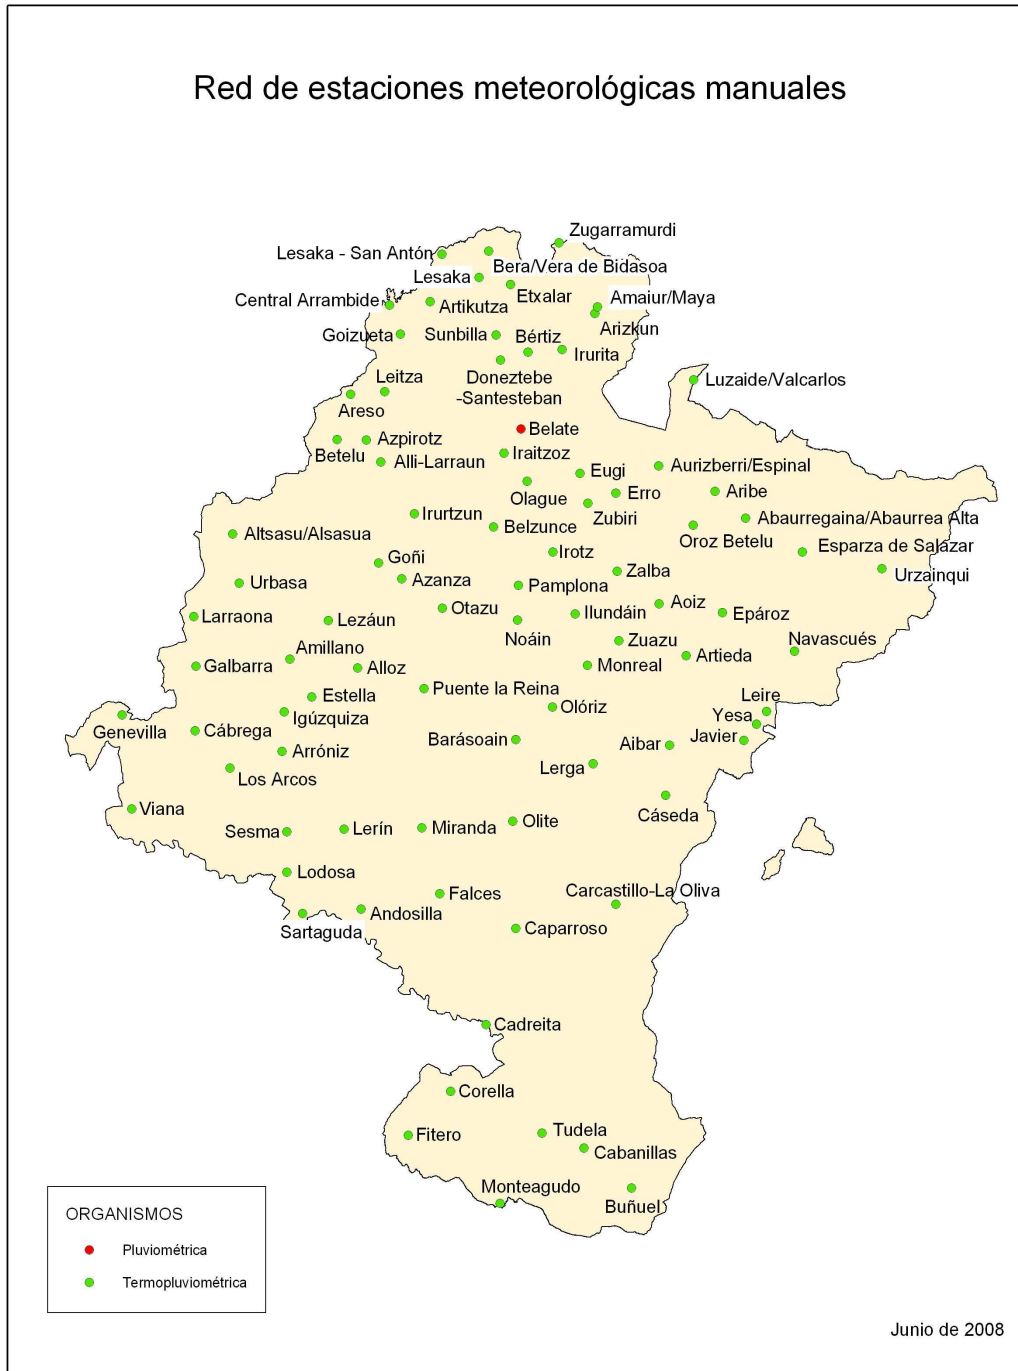 Red de estaciones meteorológicas manuales
Zugarramurdi
Lesaka - San Antón
Bera/Vera de Bidasoa
Lesaka
Etxalar
Amaiur/Maya
Central Arrambide
Artikutza
Arizkun
Goizueta
Sunbilla
Bértiz
Irurita
Doneztebe
-Santesteban
Luzaide/Valcarlos
Leitza
Areso
Belate
Azpirotz
Betelu
Iraitzoz
Alli-Larraun
Eugi
Aurizberri/Espinal
Olague
Erro
Aribe
Zubiri
Irurtzun
Belzunce
Abaurregaina/Abaurrea Alta
Oroz Betelu
Altsasu/Alsasua
Irotz
Esparza de Salazar
Goñi
Zalba
Urzainqui
Urbasa
Azanza
Pamplona
Otazu
Ilundáin
Aoiz
Epároz
Larraona
Lezáun
Noáin
Zuazu
Navascués
Amillano
Artieda
Galbarra
Alloz
Monreal
Puente la Reina
Estella
Leire
Olóriz
Igúzquiza
Yesa
Genevilla
Cábrega
Barásoain
Javier
Aibar
Arróniz
Lerga
Los Arcos
Viana
Cáseda
Sesma
Lerín
Miranda
Olite
Lodosa
Falces
Carcastillo-La Oliva
Andosilla
Sartaguda
Caparroso
Cadreita
Corella
Fitero
Tudela
Cabanillas
Monteagudo
Buñuel
ORGANISMOS
Pluviométrica
Termopluviométrica
Junio de 2008